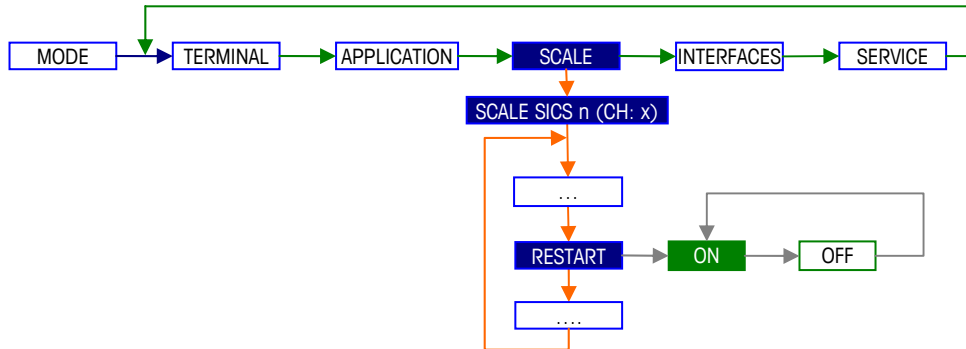 MODE
TERMINAL
APPLICATION
SCALE
INTERFACES
SERVICE
SCALE SICS n (CH: x)
...
RESTART
ON
OFF
....